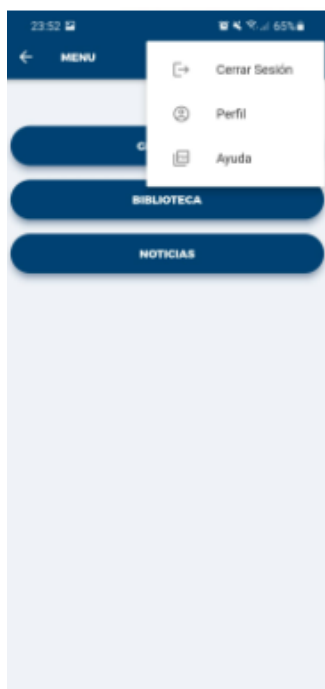 23:52 65%
MENU
Cerrar Sesión
Perfil
Ayuda
BIBLIOTECA
NOTICIAS